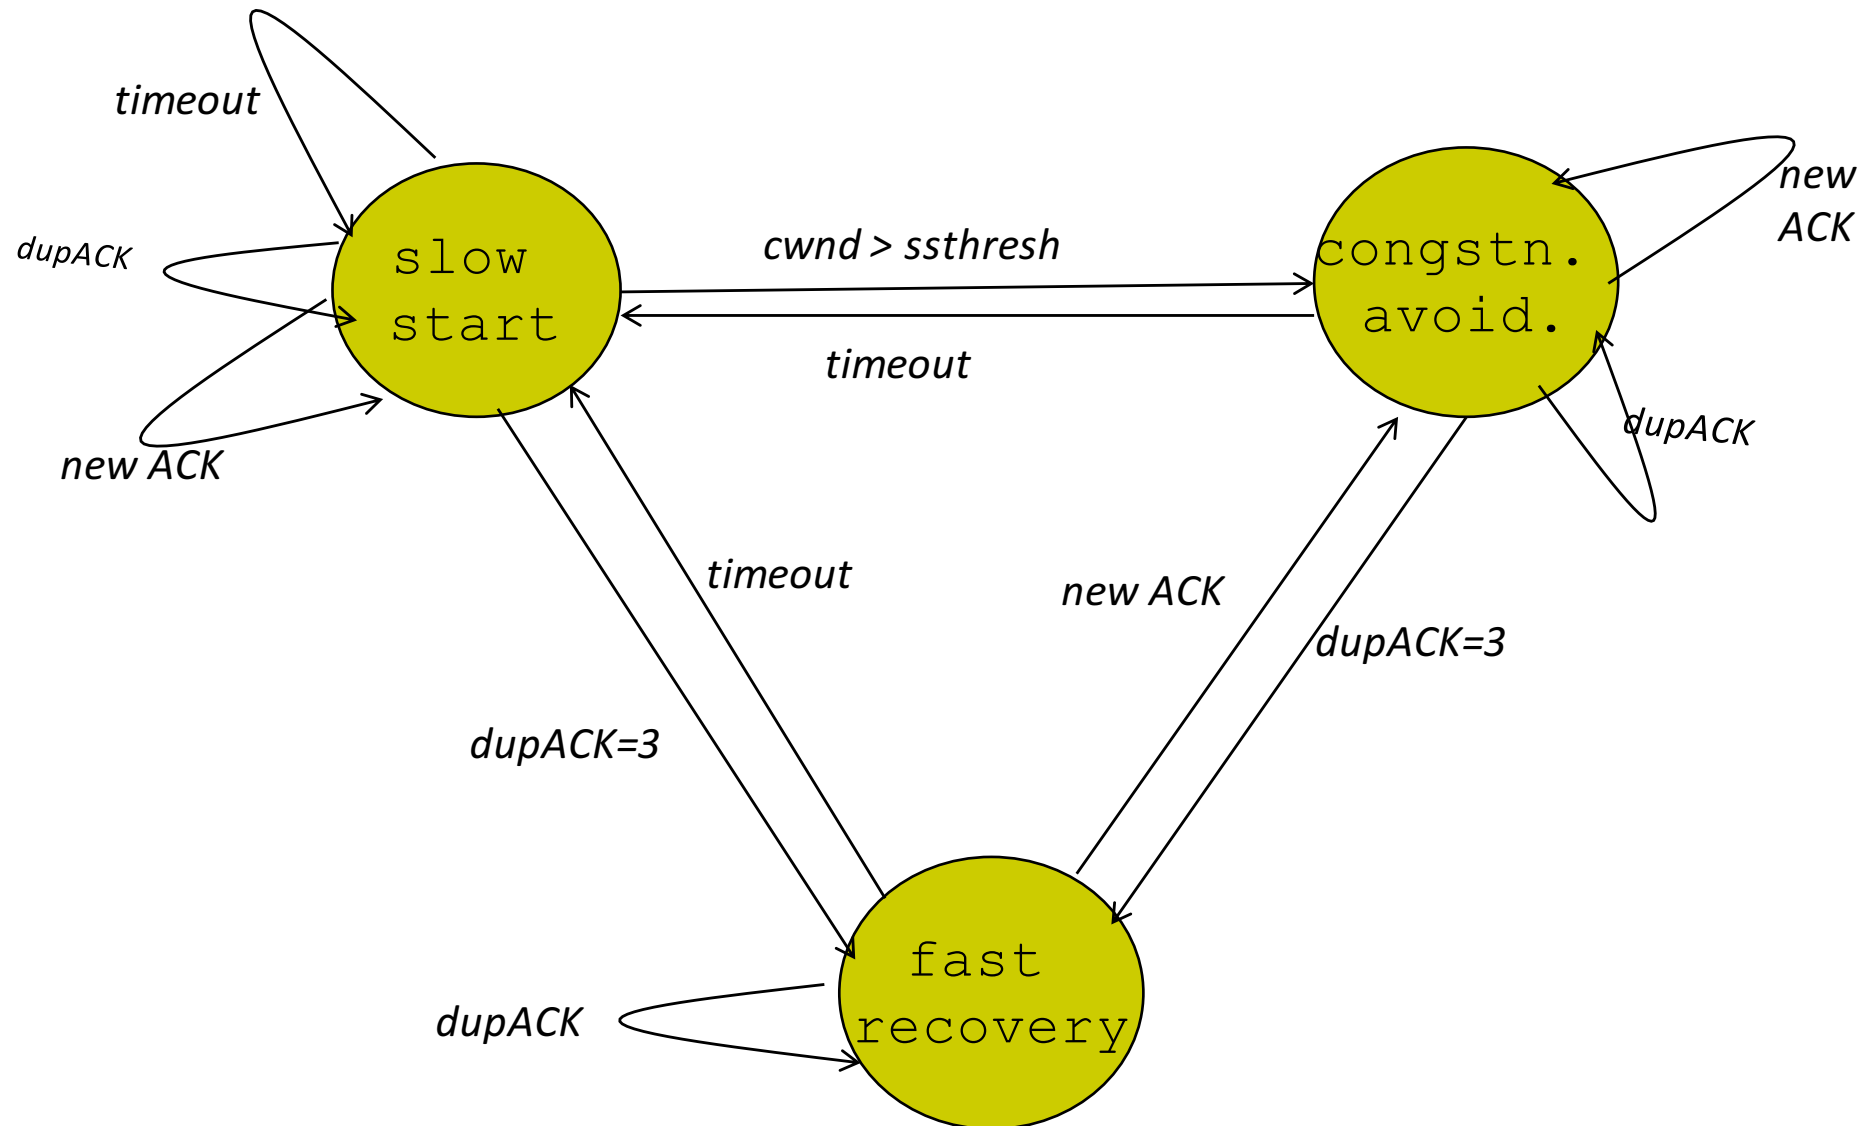 timeout
dupACK
slow
start
new ACK
cwnd > ssthresh
timeout
congstn.
avoid.
new
ACK
dupACK
timeout
new ACK
dupACK=3
dupACK=3
fast
recovery
dupACK